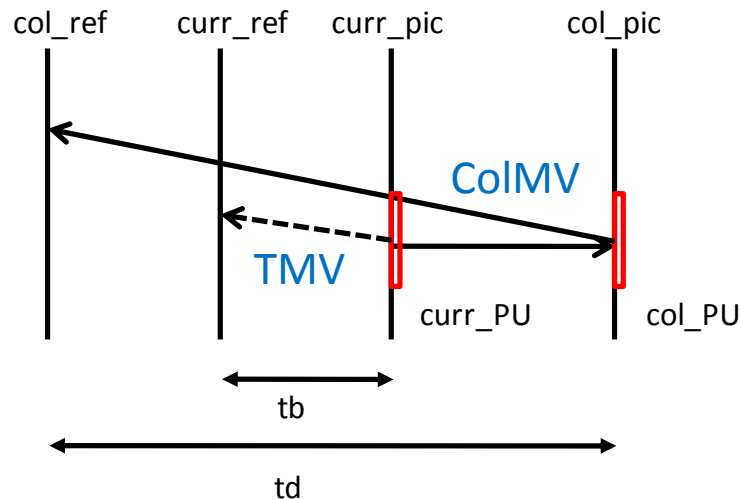 col_ref curr_ref curr_pic col_pic
ColMV
TMV
curr_PU col_PU
tb
td